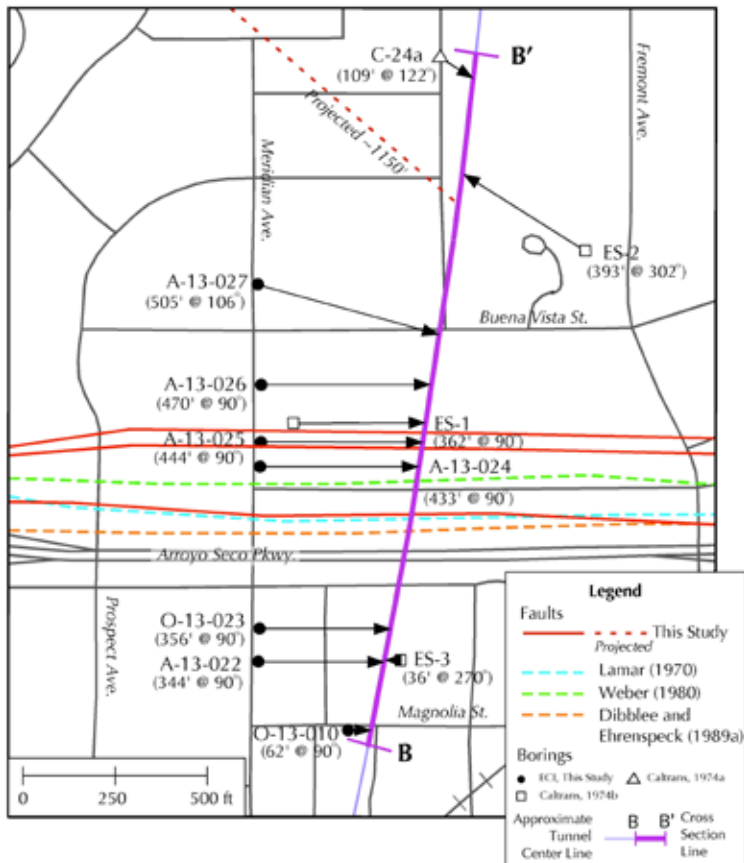 C-24a
(109' @ 122°)
B'
Fremont Ave.
Projected ~1150'
Meridian Ave.
ES-2
(393' @ 302°)
A-13-027
(505' @ 106°)
Buena Vista St.
A-13-026
(470' @ 90°)
ES-1
(362' @ 90°)
A-13-025
(444' @ 90°)
A-13-024
(433' @ 90°)
Arroyo Seco Pkwy.
Prospect Ave.
O-13-023
(356' @ 90°)
A-13-022
(344' @ 90°)
ES-3
(36' @ 270°)
Magnolia St.
O-13-010
(62' @ 90°)
B
0 250 500 ft
Legend
Faults
This Study
Projected
Lamar (1970)
Weber (1980)
Dibblee and
Ehrenspeck (1989a)
Borings
ECI, This Study
Caltrans, 1974a
Caltrans, 1974b
Approximate B B' Cross
Tunnel Section
Center Line Line